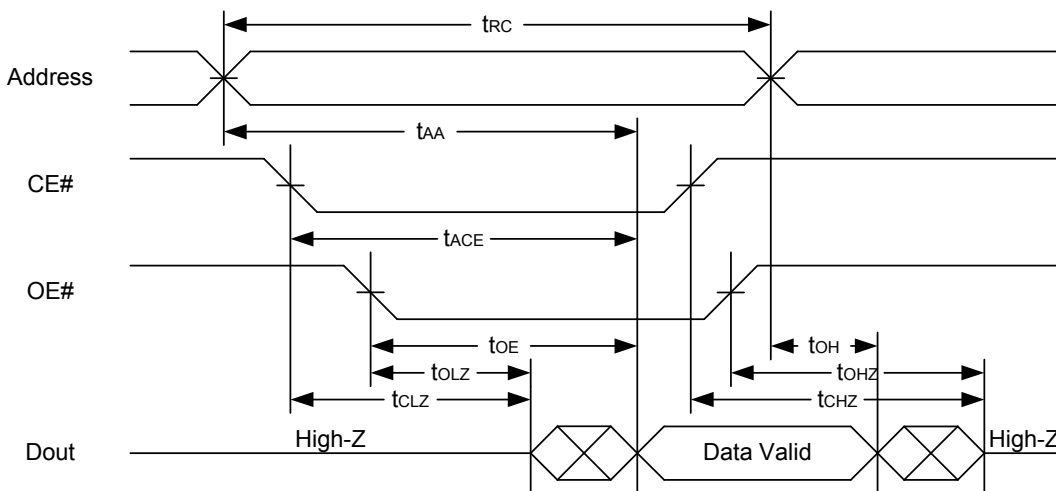 tRC
Address
tAA
CE#
tACE
OE#
tOE
tOH
tOLZ
tOHZ
tCLZ
tCHZ
High-Z
High-Z
Dout
Data Valid